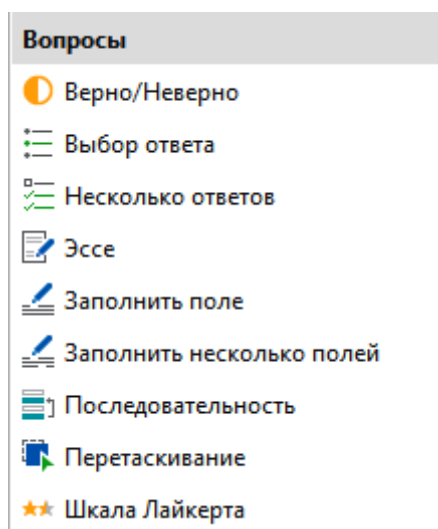 Вопросы
Верно/Неверно
Выбор ответа
Несколько ответов
Эссе
Заполнить поле
Заполнить несколько полей
Последовательность
Перетаскивание
Шкала Лайкерта